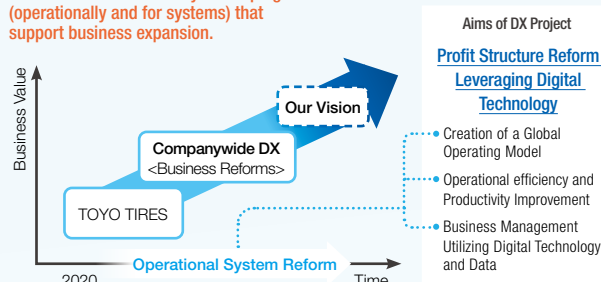 (operationally and for systems) that
support business expansion.
Business Value
Our Vision
Companywide DX
<Business Reforms>
TOYO TIRES
Operational System Reform
2020
Time
Aims of DX Project
Profit Structure Reform
Leveraging Digital
Technology
Creation of a Global
Operating Model
Operational efficiency and
Productivity Improvement
Business Management
Utilizing Digital Technology
and Data